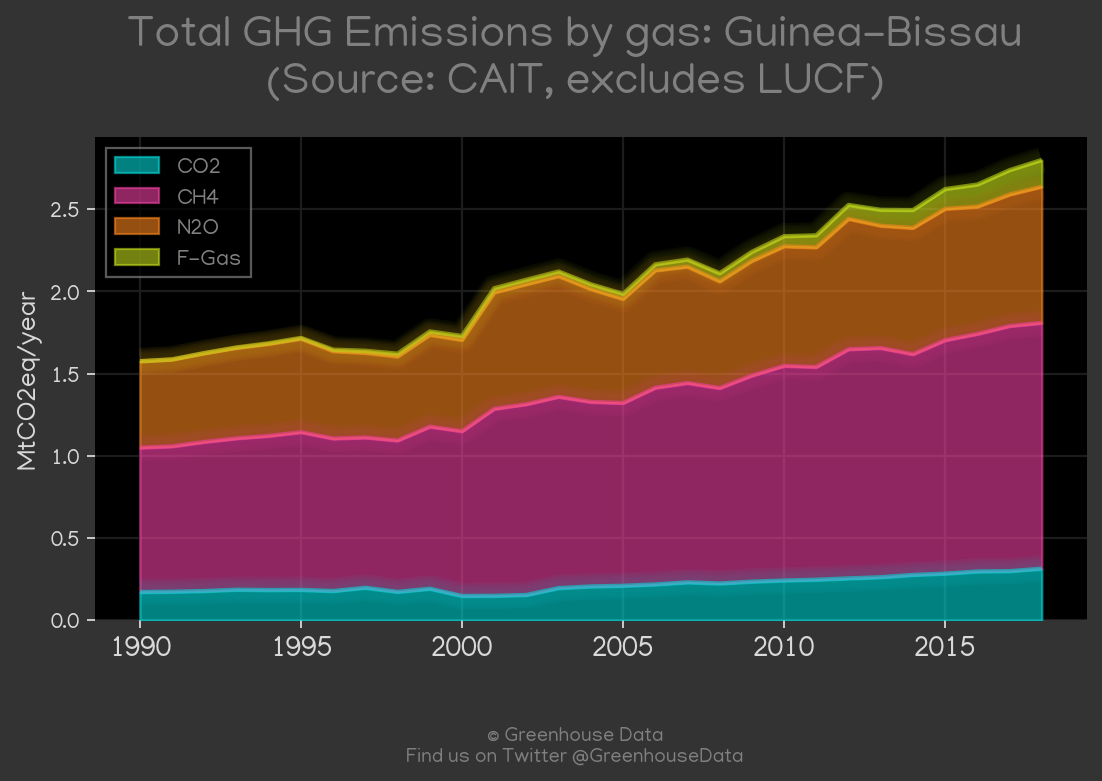 Total GHG Emissions by gas: Guinea-Bissau
(Source: CAIT, excludes LUCF)
CO2
CH4
N2O
F-Gas
MtCO2eq/year
2.5
2.0
1.5
1.0
0.5
0.0
1990 1995 2000 2005 2010 2015
© Greenhouse Data
Find us on Twitter @GreenhouseData